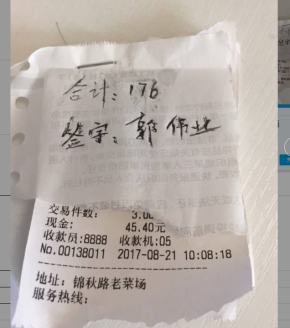 合计：176
签字：郭伟业
交易件数： 3.00
现金： 45.40元
收款员:8888 收款机:05
No.00138011 2017-08-21 10:08:18
地址：锦秋路老菜场
服务热线：